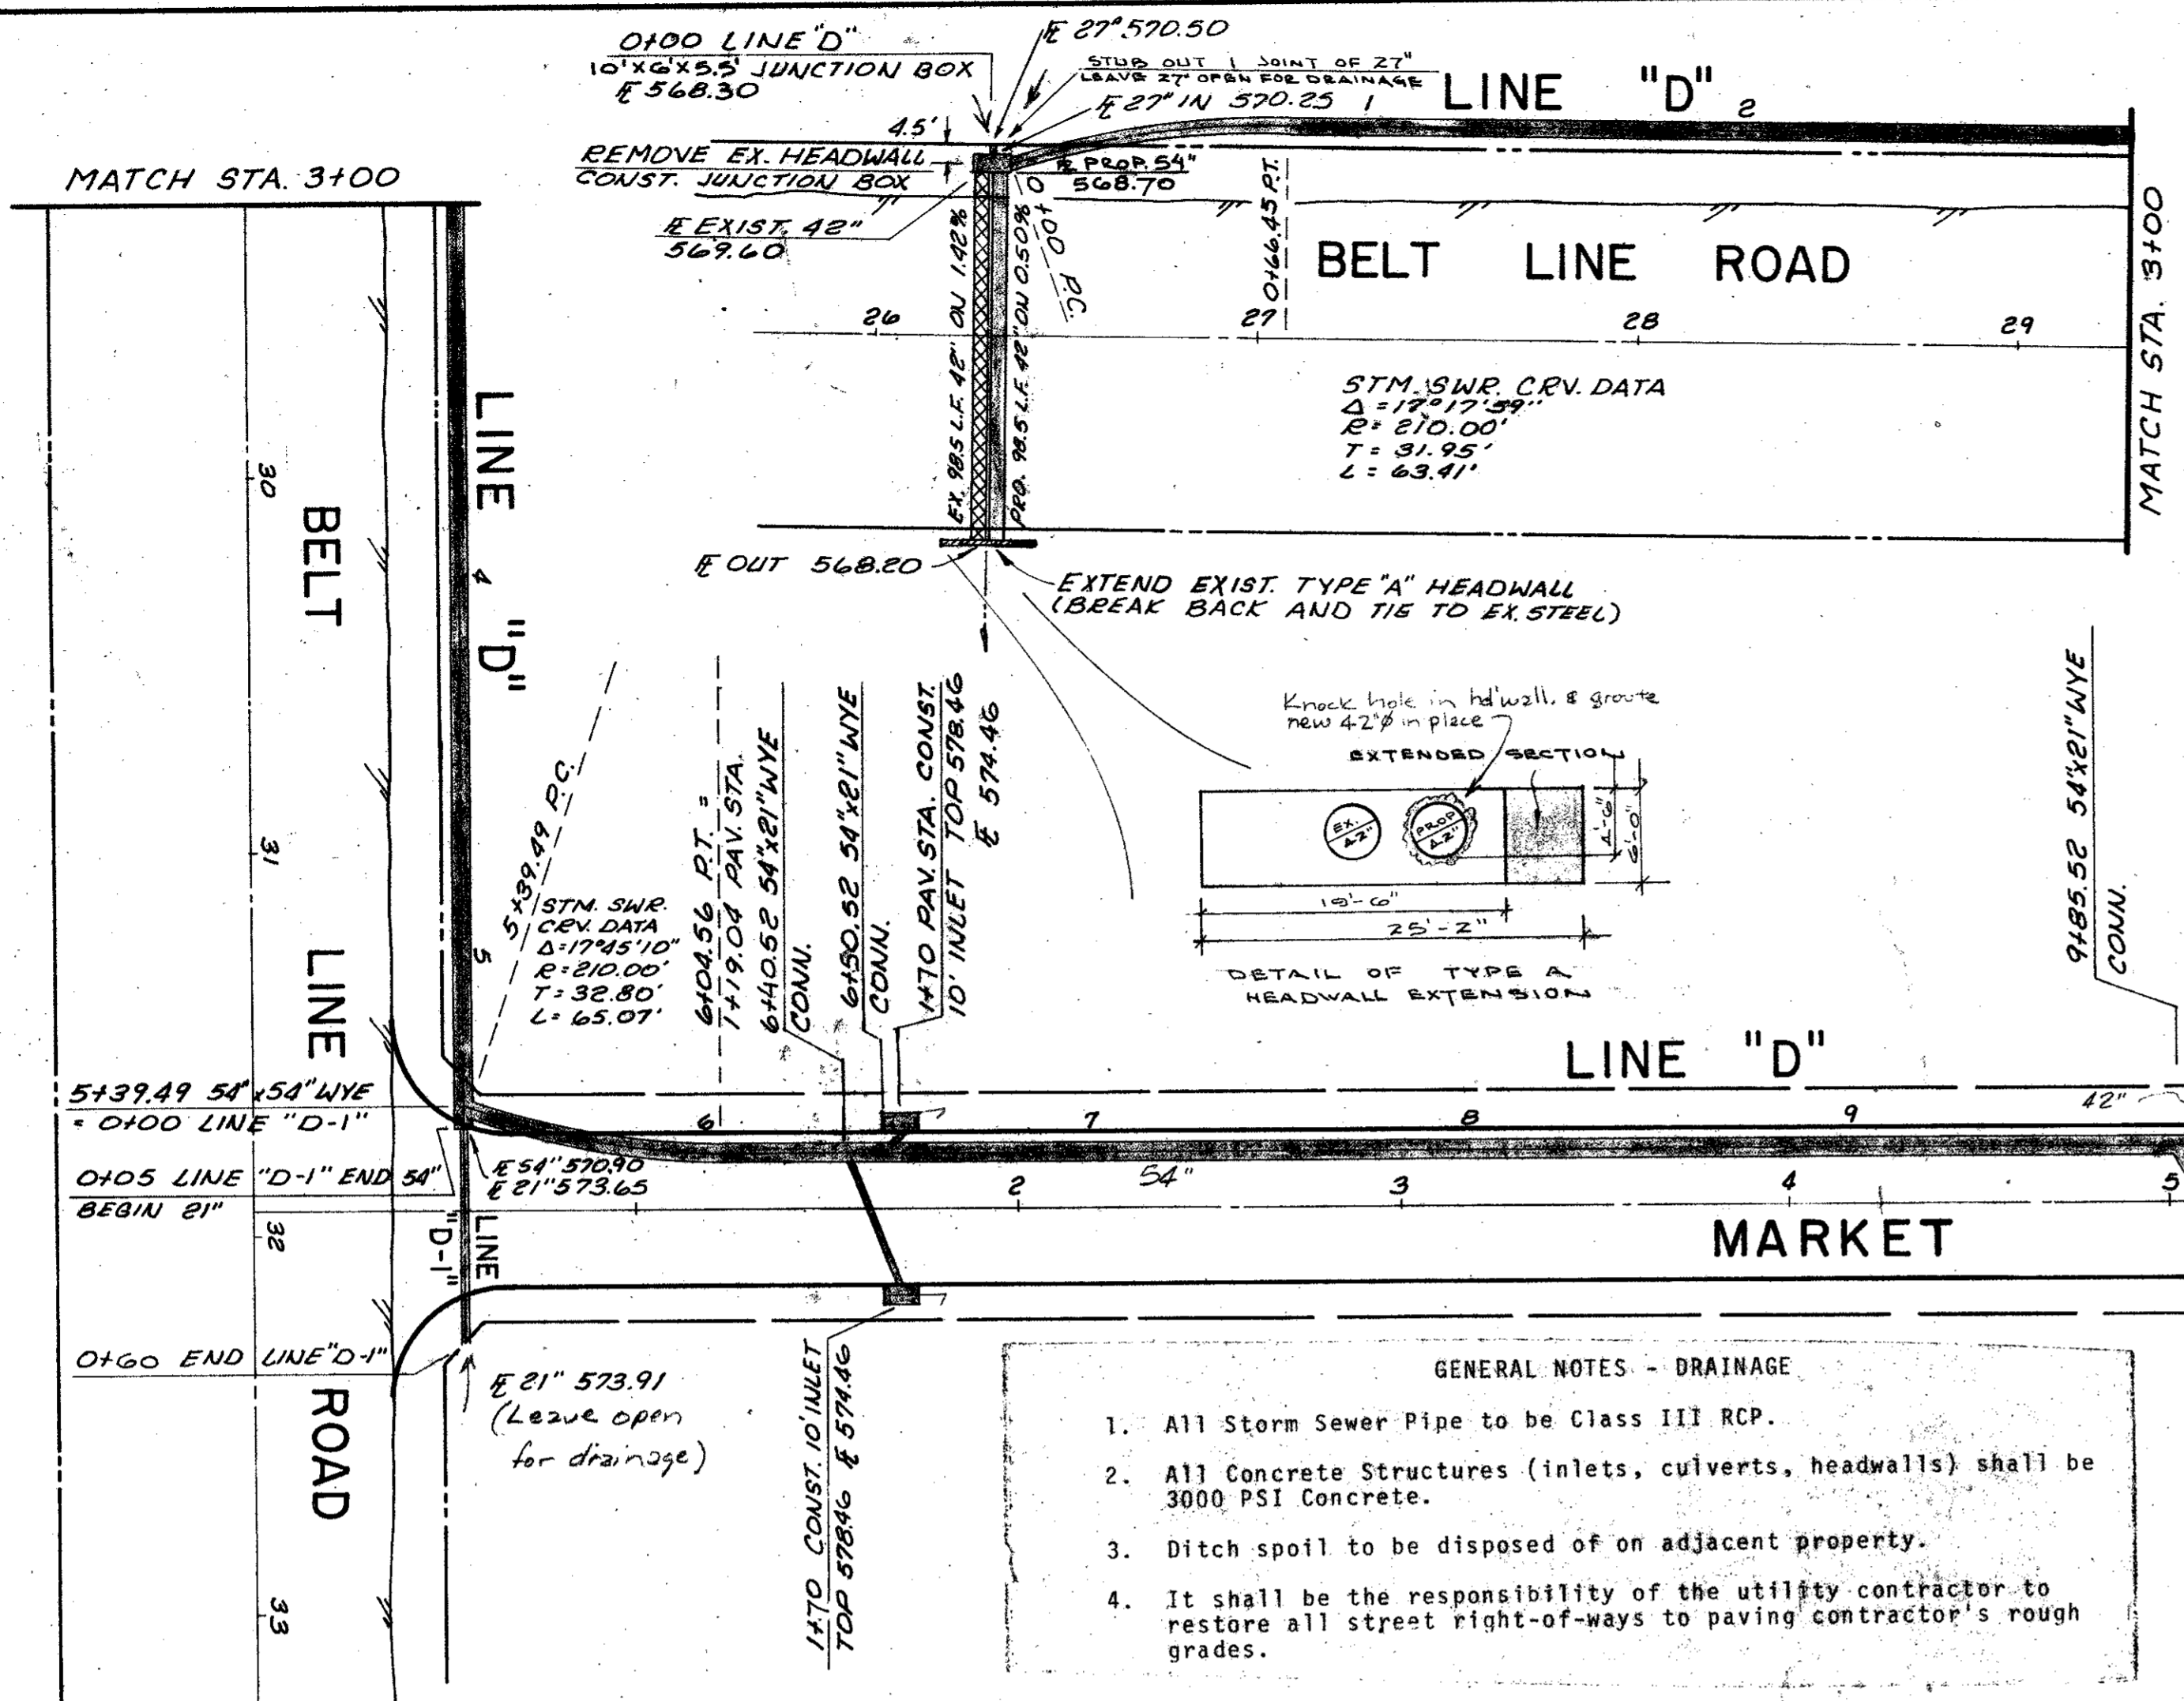 0+00 LINE "D"
10'X6'X5.5' JUNCTION BOX
℄ 568.30
℄ 27" 570.50
STUB OUT 1 JOINT OF 27"
LEAVE 27" OPEN FOR DRAINAGE
℄ 27" IN 570.25
1
LINE "D"
2
4.5'
REMOVE EX. HEADWALL
CONST. JUNCTION BOX
℄ PROP. 54"
568.70
℄ EXIST. 42"
569.60
MATCH STA. 3+00
EX. 98.5 L.F. 42" ON 1.42%
PRO. 98.5 L.F. 42" ON 0.50%
0+00 P.C.
0+66.45 P.T.
BELT LINE ROAD
26
27
28
29
MATCH STA. 3+00
STM. SWR. CRV. DATA
Δ = 17°17'59"
R = 210.00'
T = 31.95'
L = 63.41'
℄ OUT 568.20
EXTEND EXIST. TYPE "A" HEADWALL
(BREAK BACK AND TIE TO EX. STEEL)
LINE "D"
4
5
30
31
32
33
BELT LINE ROAD
5+39.49 P.C.
STM. SWR.
CRV. DATA
Δ=17°45'10"
R=210.00'
T=32.80'
L=65.07'
6+04.56 P.T. =
1+19.04 PAV. STA.
6+40.52 54"x21" WYE
CONN.
6+50.52 54"x21" WYE
CONN.
1+70 PAV. STA. CONST.
10' INLET TOP 578.46
℄ 574.46
Knock hole in hd'wall. & groute
new 42"ø in place
EXTENDED SECTION
EX.
42"
PROP
42"
4'-6"
6'-0"
25'-2"
DETAIL OF TYPE A
HEADWALL EXTENSION
9+85.52 54"x21" WYE
CONN.
LINE "D"
5+39.49 54"x54" WYE
= 0+00 LINE "D-1"
6
7
8
9
42"
0+05 LINE "D-1" END 54"
BEGIN 21"
℄ 54" 570.90
℄ 21" 573.65
54"
2
3
4
5
LINE
"D-1"
MARKET
0+60 END LINE "D-1"
℄ 21" 573.91
(Leave open
for drainage)
1+70 CONST. 10' INLET
TOP 578.46 ℄ 574.46
GENERAL NOTES - DRAINAGE
1. All Storm Sewer Pipe to be Class III RCP.
2. All Concrete Structures (inlets, culverts, headwalls) shall be
3000 PSI Concrete.
3. Ditch spoil to be disposed of on adjacent property.
4. It shall be the responsibility of the utility contractor to
restore all street right-of-ways to paving contractor's rough
grades.